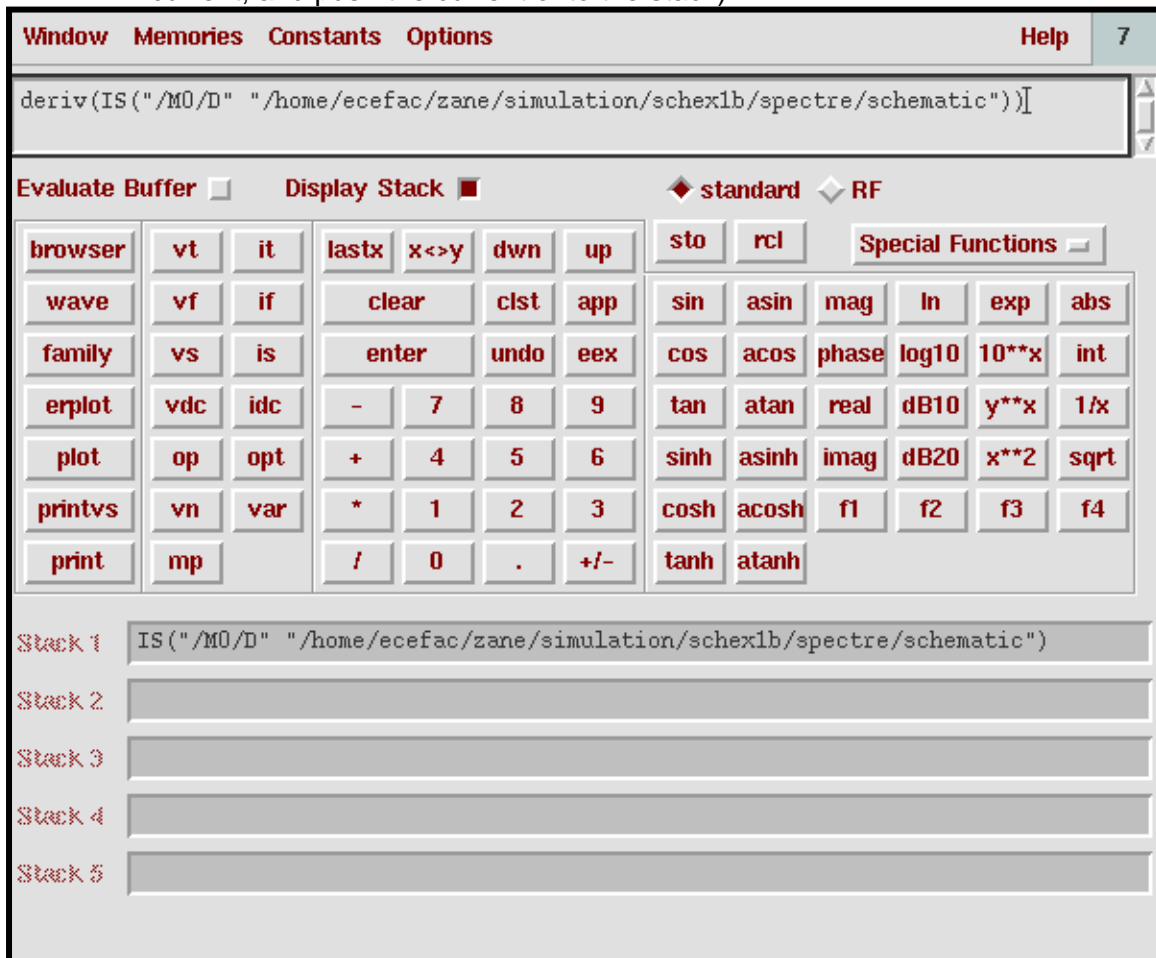 Window Memories Constants Options Help 7
deriv(IS("/M0/D" "/home/ecefac/zane/simulation/schex1b/spectre/schematic"))
Evaluate Buffer Display Stack standard RF
browser vt it lastx x<>y dwn up sto rcl Special Functions
wave vf if clear clst app sin asin mag ln exp abs
family vs is enter undo eex cos acos phase log10 10**x int
erplot vdc idc - 7 8 9 tan atan real dB10 y**x 1/x
plot op opt + 4 5 6 sinh asinh imag dB20 x**2 sqrt
printvs vn var * 1 2 3 cosh acosh f1 f2 f3 f4
print mp / 0 . +/- tanh atanh
Stack 1 IS("/M0/D" "/home/ecefac/zane/simulation/schex1b/spectre/schematic")
Stack 2
Stack 3
Stack 4
Stack 5